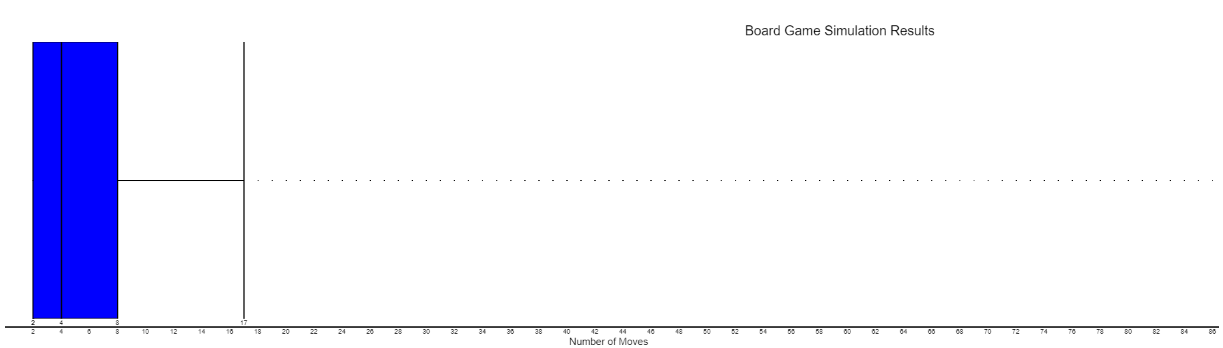 Board Game Simulation Results
2 4 8 17
2 4 6 8 10 12 14 16 18 20 22 24 26 28 30 32 34 36 38 40 42 44 46 48 50 52 54 56 58 60 62 64 66 68 70 72 74 76 78 80 82 84 86
Number of Moves